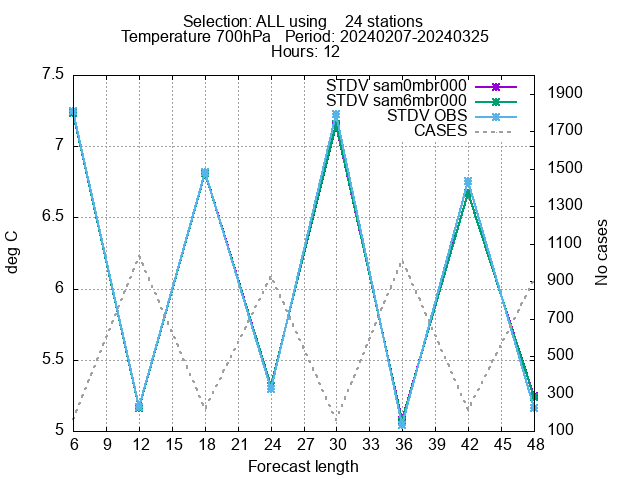 Selection: ALL using    24 stations
Temperature 700hPa   Period: 20240207-20240325
Hours: 12
STDV sam0mbr000
STDV sam6mbr000
STDV OBS
CASES
7.5
7
6.5
6
5.5
5
deg C
1900
1700
1500
1300
1100
900
700
500
300
100
No cases
6 9 12 15 18 21 24 27 30 33 36 39 42 45 48
Forecast length